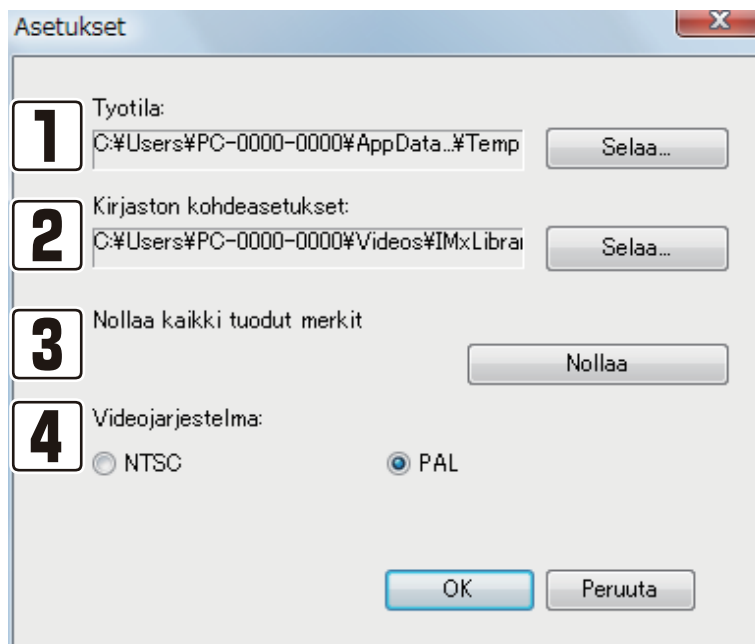 Asetukset
1
Tyotila:
C:¥Users¥PC-0000-0000¥AppData...¥Temp
Selaa...
2
Kirjaston kohdeasetukset:
C:¥Users¥PC-0000-0000¥Videos¥IMxLibrar
Selaa...
3
Nollaa kaikki tuodut merkit
Nollaa
4
Videojarjestelma:
NTSC PAL
OK Peruuta